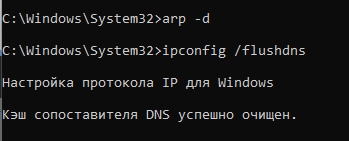 C:\Windows\System32>arp -d
C:\Windows\System32>ipconfig /flushdns
Настройка протокола IP для Windows
Кэш сопоставителя DNS успешно очищен.